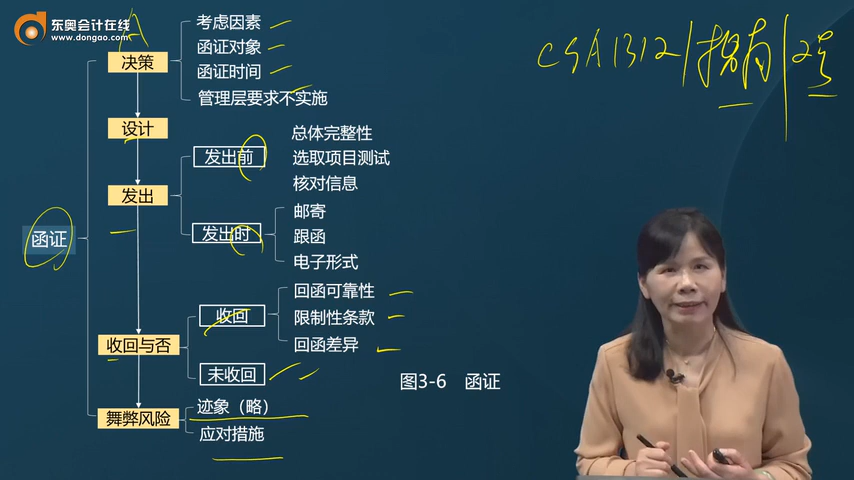 东奥会计在线
www.dongao.com
A
CSA1312
拥有
2号
函证
决策
考虑因素
函证对象
函证时间
管理层要求不实施
设计
发出
发出前
总体完整性
选取项目测试
核对信息
发出时
邮寄
跟函
电子形式
收回与否
收回
回函可靠性
限制性条款
回函差异
未收回
舞弊风险
迹象（略）
应对措施
图3-6 函证